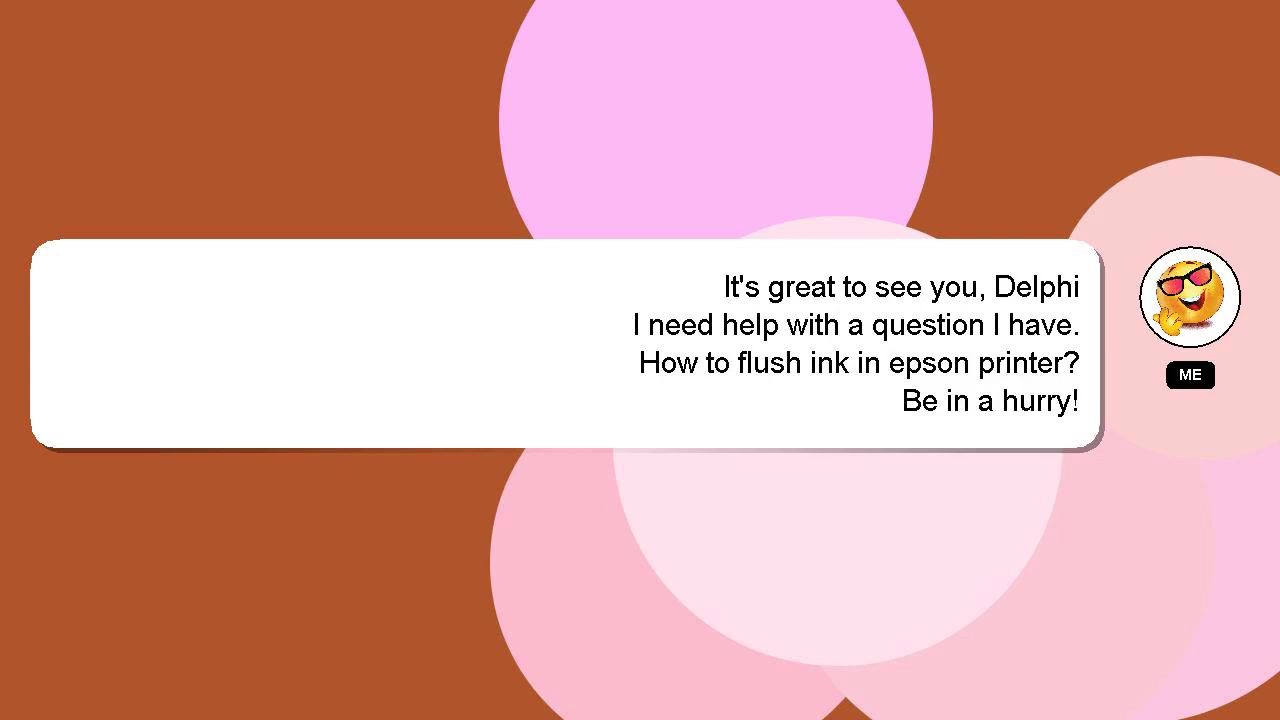 It's great to see you, Delphi
I need help with a question I have.
How to flush ink in epson printer?
Be in a hurry!
ME